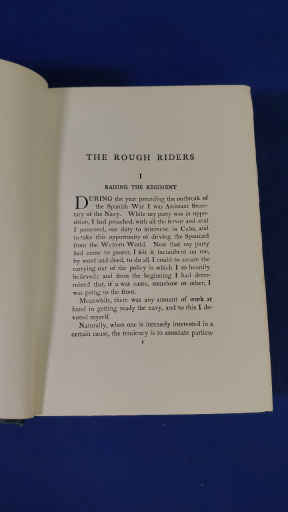 THE ROUGH RIDERS
I
RAISING THE REGIMENT
DURING the year preceding the outbreak of
the Spanish War I was Assistant Secre-
tary of the Navy. While my party was in oppo-
sition, I had preached, with all the fervor and zeal
I possessed, our duty to intervene in Cuba, and
to take this opportunity of driving the Spaniard
from the Western World. Now that my party
had come to power, I felt it incumbent on me,
by word and deed, to do all I could to secure the
carrying out of the policy in which I so heartily
believed; and from the beginning I had deter-
mined that, if a war came, somehow or other, I
was going to the front.
Meanwhile, there was any amount of work at
hand in getting ready the navy, and to this I de-
voted myself.
Naturally, when one is intensely interested in a
certain cause, the tendency is to associate particu-